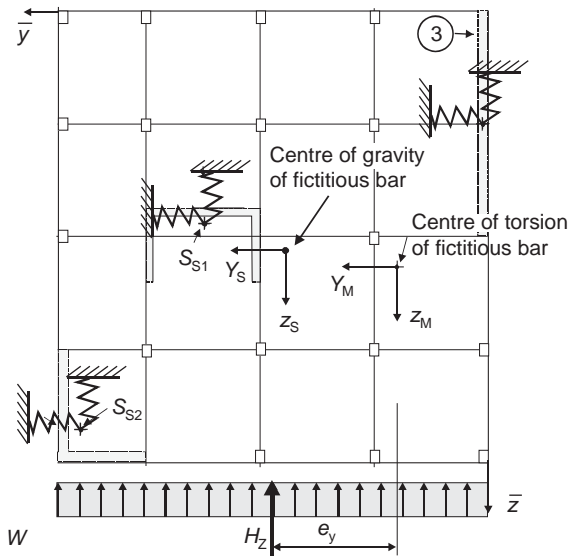 y
3
Centre of gravity
of fictitious bar
Centre of torsion
of fictitious bar
S_S1
Y_S
Y_M
z_S
z_M
S_S2
z
W
H_Z
e_y